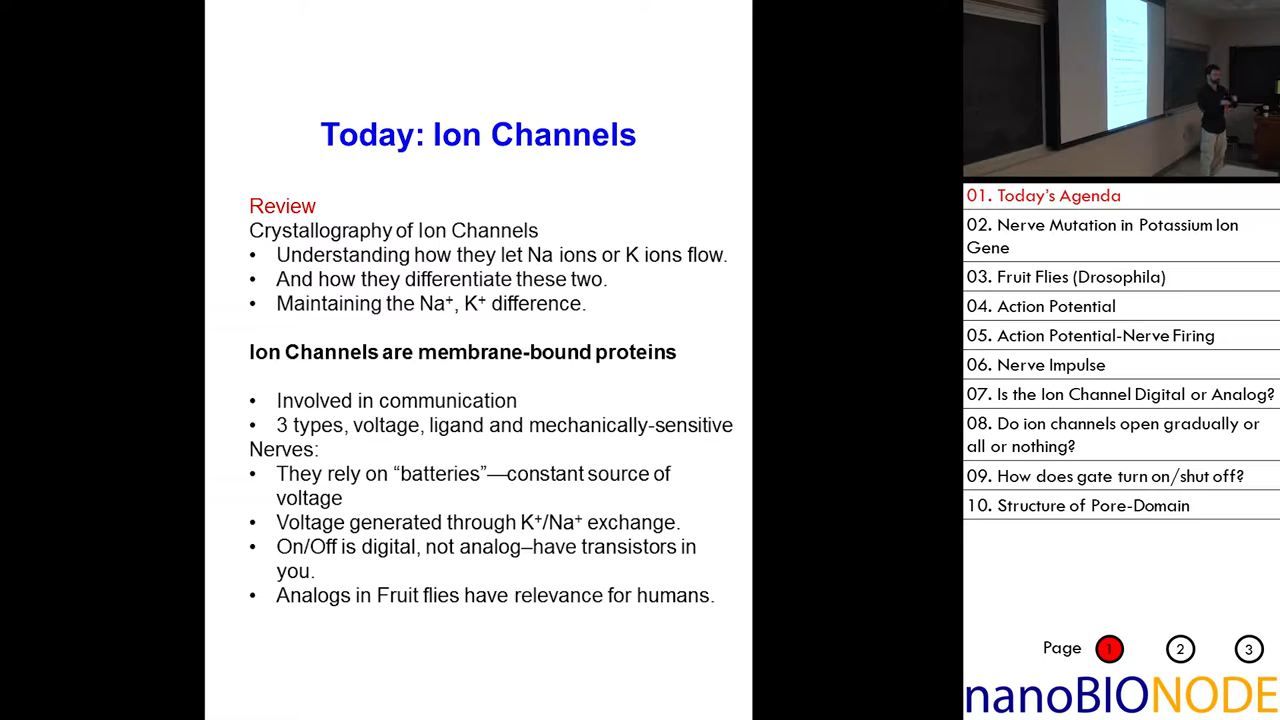 Today: Ion Channels
Review
Crystallography of Ion Channels
• Understanding how they let Na ions or K ions flow.
• And how they differentiate these two.
• Maintaining the Na⁺, K⁺ difference.
Ion Channels are membrane-bound proteins
• Involved in communication
• 3 types, voltage, ligand and mechanically-sensitive
Nerves:
• They rely on “batteries”—constant source of
voltage
• Voltage generated through K⁺/Na⁺ exchange.
• On/Off is digital, not analog–have transistors in
you.
• Analogs in Fruit flies have relevance for humans.
01. Today's Agenda
02. Nerve Mutation in Potassium Ion
Gene
03. Fruit Flies (Drosophila)
04. Action Potential
05. Action Potential-Nerve Firing
06. Nerve Impulse
07. Is the Ion Channel Digital or Analog?
08. Do ion channels open gradually or
all or nothing?
09. How does gate turn on/shut off?
10. Structure of Pore-Domain
Page 1 2 3
nanoBIONODE